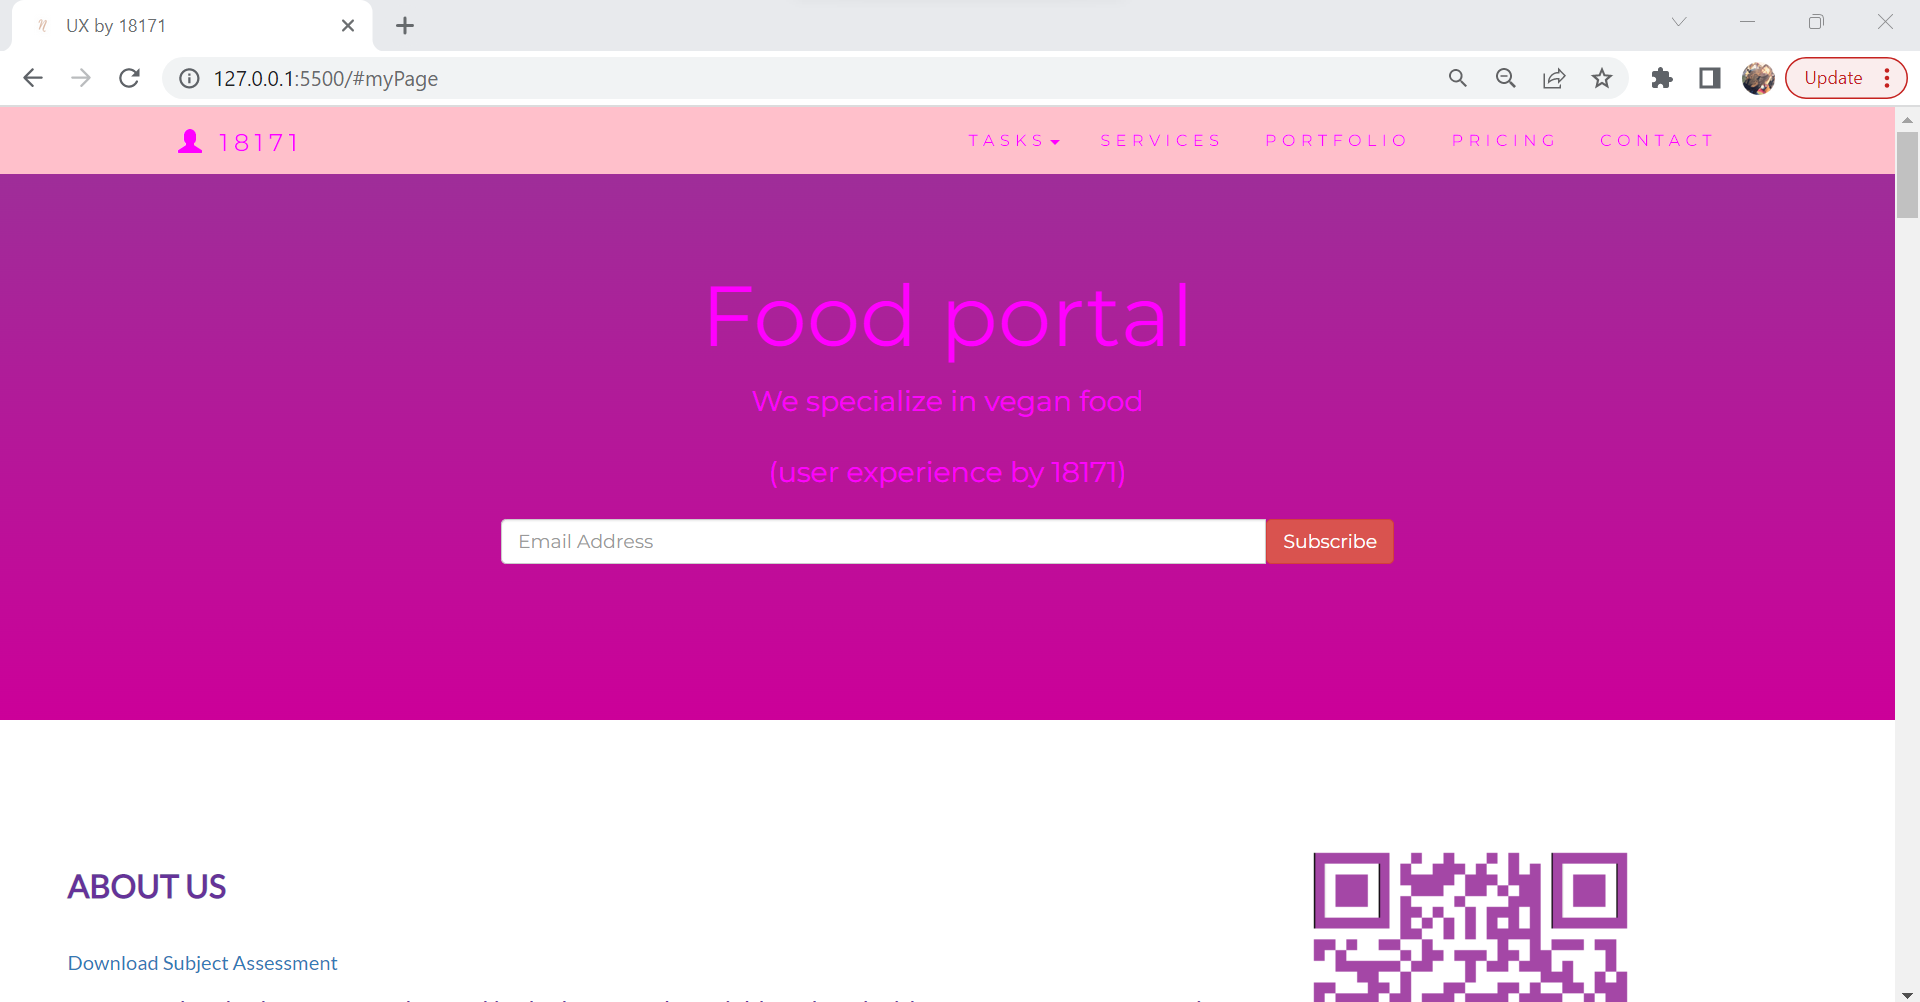 UX by 18171
127.0.0.1:5500/#myPage
Update
18171
TASKS SERVICES PORTFOLIO PRICING CONTACT
Food portal
We specialize in vegan food
(user experience by 18171)
Email Address Subscribe
ABOUT US
Download Subject Assessment